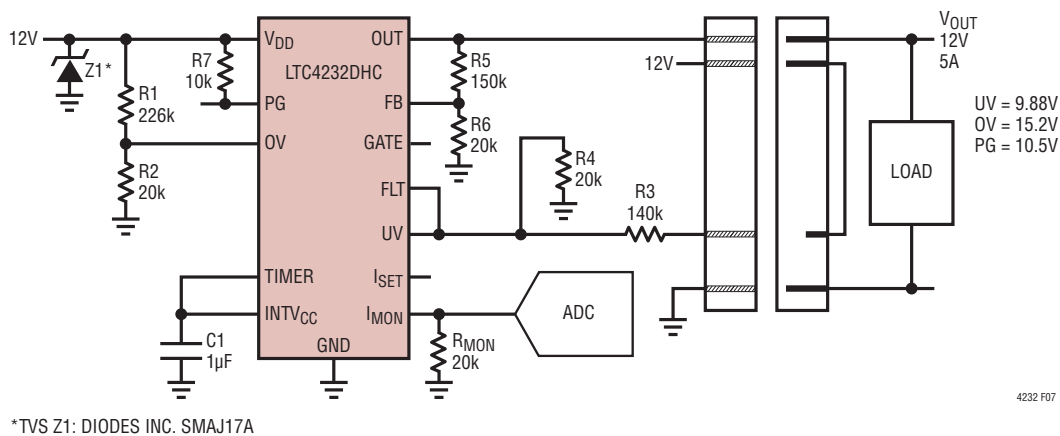 12V
Z1*
R1
226k
R2
20k
R7
10k
VDD
PG
OV
TIMER
INTVCC
GND
LTC4232DHC
OUT
FB
GATE
FLT
UV
ISET
IMON
C1
1µF
R5
150k
R6
20k
R4
20k
R3
140k
RMON
20k
ADC
12V
LOAD
VOUT
12V
5A
UV = 9.88V
OV = 15.2V
PG = 10.5V
4232 F07
*TVS Z1: DIODES INC. SMAJ17A